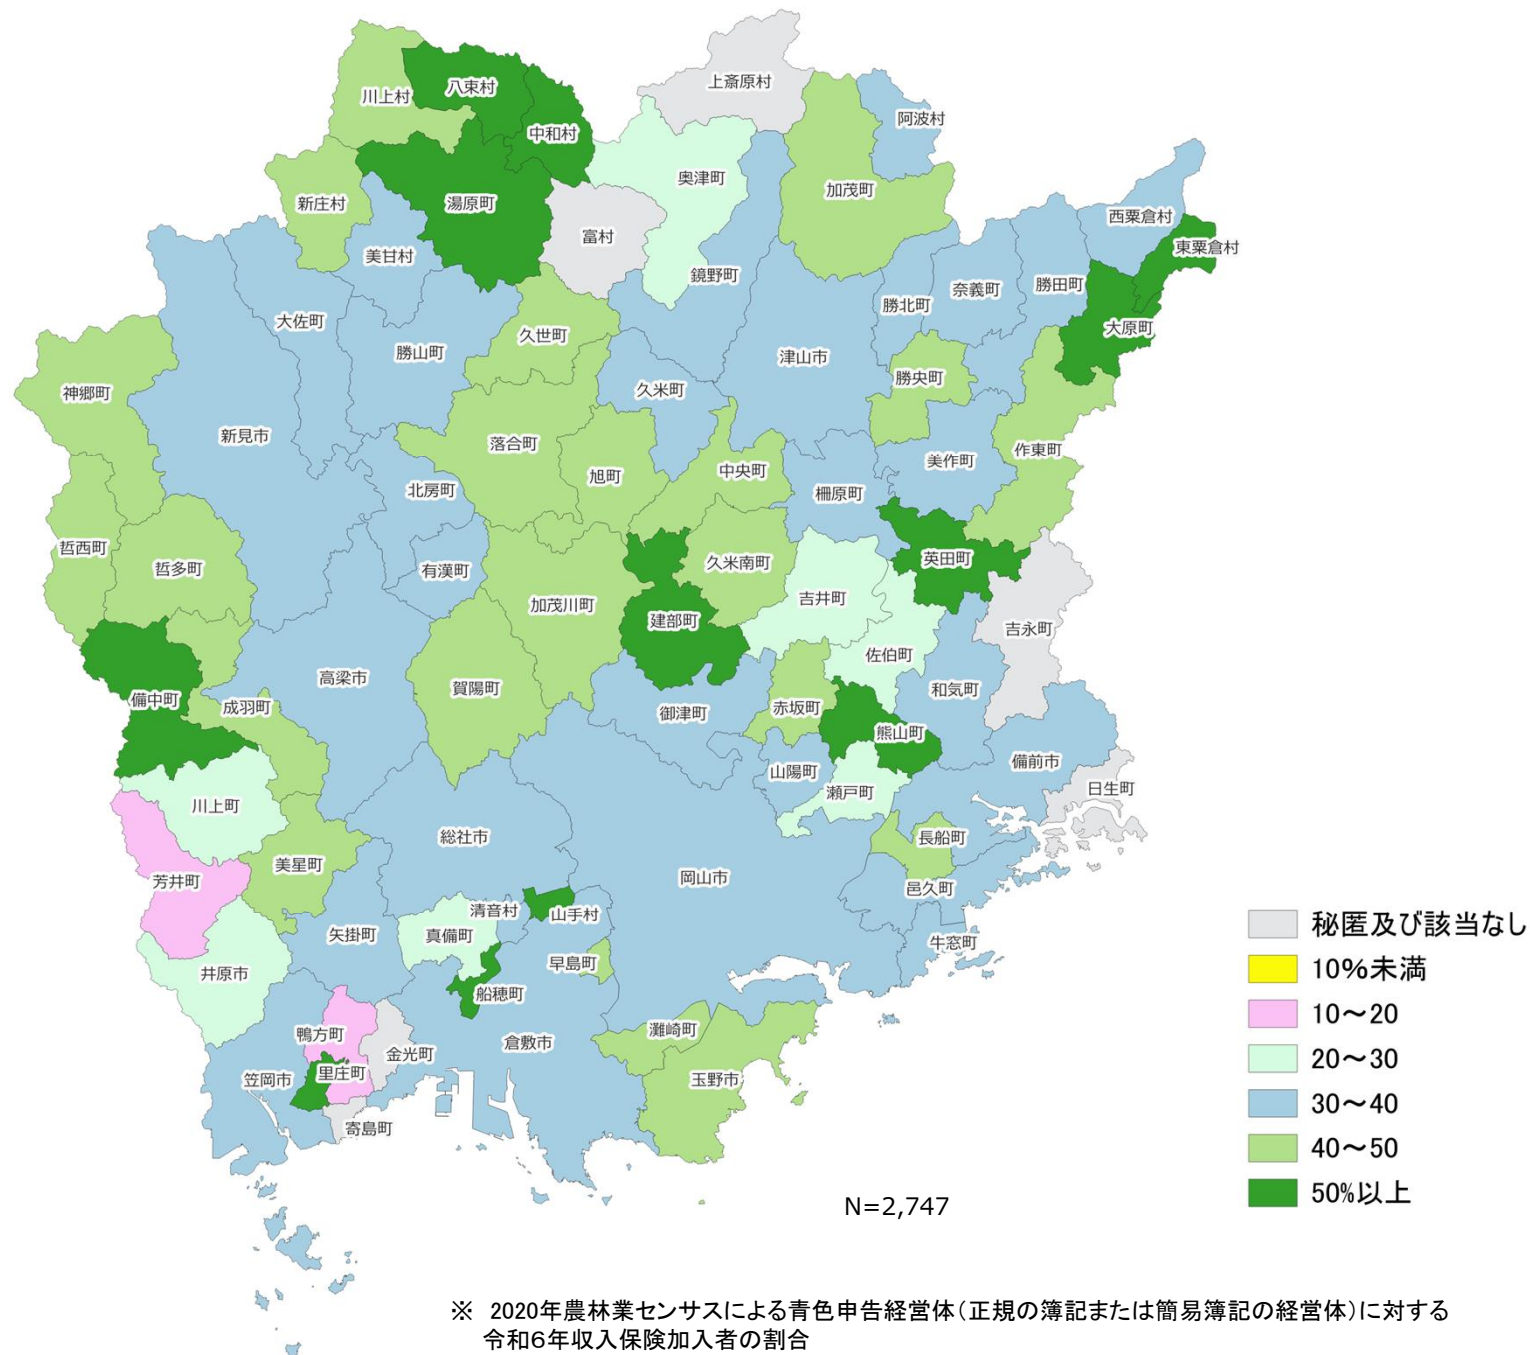 上斎原村
八束村
川上村
阿波村
中和村
奥津町
加茂町
新庄村
湯原町
西粟倉村
富村
東粟倉村
美甘村
鏡野町
奈義町
勝田町
勝北町
大佐町
大原町
久世町
勝山町
津山市
勝央町
久米町
神郷町
新見市
落合町
作東町
美作町
中央町
旭町
北房町
柵原町
哲西町
英田町
久米南町
哲多町
有漢町
吉井町
加茂川町
建部町
吉永町
佐伯町
高梁市
賀陽町
和気町
備中町
成羽町
赤坂町
御津町
熊山町
備前市
山陽町
日生町
瀬戸町
川上町
総社市
長船町
美星町
岡山市
芳井町
邑久町
清音村
山手村
矢掛町
真備町
牛窓町
早島町
井原市
船穂町
灘崎町
鴨方町
倉敷市
金光町
里庄町
笠岡市
玉野市
寄島町
秘匿及び該当なし
10%未満
10～20
20～30
30～40
40～50
50%以上
N=2,747
※ 2020年農林業センサスによる青色申告経営体（正規の簿記または簡易簿記の経営体）に対する
令和6年収入保険加入者の割合